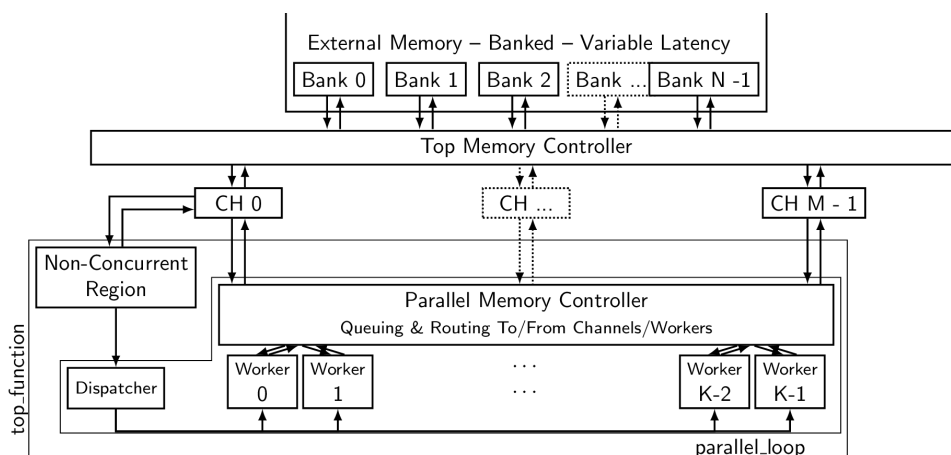 External Memory – Banked – Variable Latency
Bank 0
Bank 1
Bank 2
Bank ...
Bank N -1
Top Memory Controller
CH 0
CH ...
CH M - 1
Non-Concurrent
Region
Parallel Memory Controller
Queuing & Routing To/From Channels/Workers
Dispatcher
Worker
0
Worker
1
...
...
Worker
K-2
Worker
K-1
top_function
parallel_loop